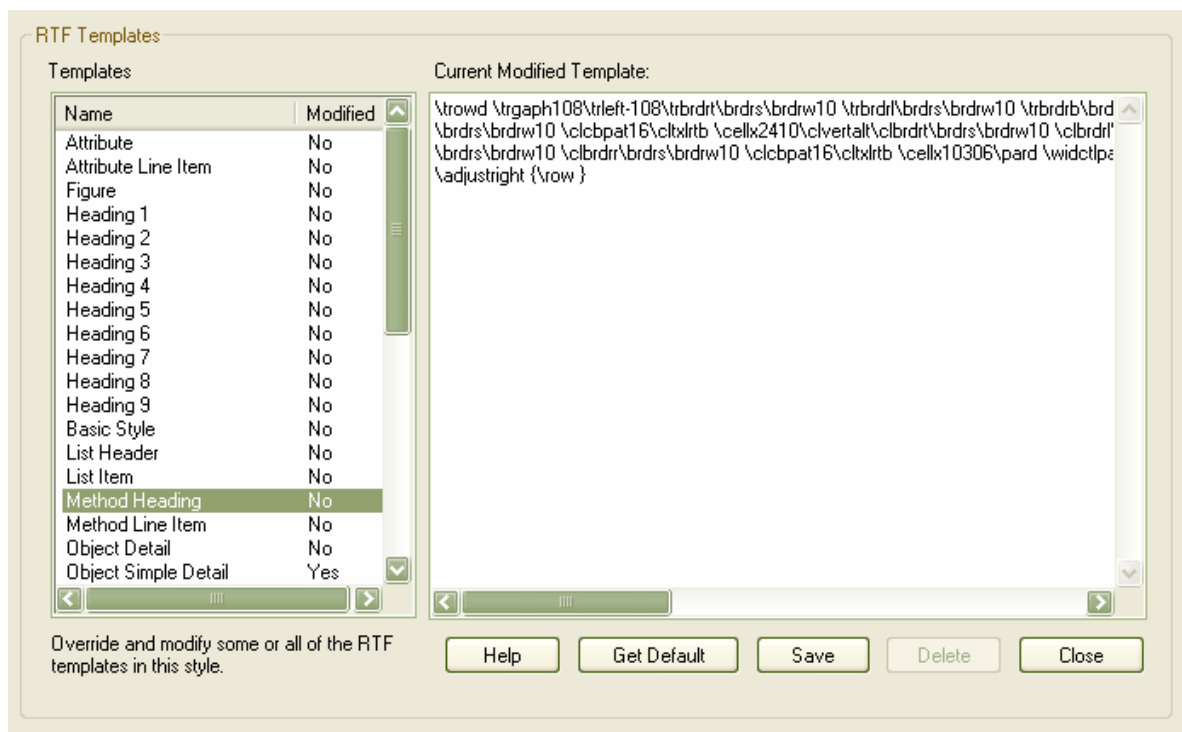 RTF Templates
Templates
Current Modified Template:
Name Modified
Attribute No
Attribute Line Item No
Figure No
Heading 1 No
Heading 2 No
Heading 3 No
Heading 4 No
Heading 5 No
Heading 6 No
Heading 7 No
Heading 8 No
Heading 9 No
Basic Style No
List Header No
List Item No
Method Heading No
Method Line Item No
Object Detail No
Object Simple Detail Yes
\trowd \trgaph108\trleft-108\trbrdrt\brdrs\brdrw10 \trbrdrl\brdrs\brdrw10 \trbrdrb\brd
\brdrs\brdrw10 \clcbpat16\cltxlrtb \cellx2410\clvertalt\clbrdrt\brdrs\brdrw10 \clbrdrl
\brdrs\brdrw10 \clbrdrr\brdrs\brdrw10 \clcbpat16\cltxlrtb \cellx10306\pard \widctlpa
\adjustright {\row }
Override and modify some or all of the RTF
templates in this style.
Help Get Default Save Delete Close